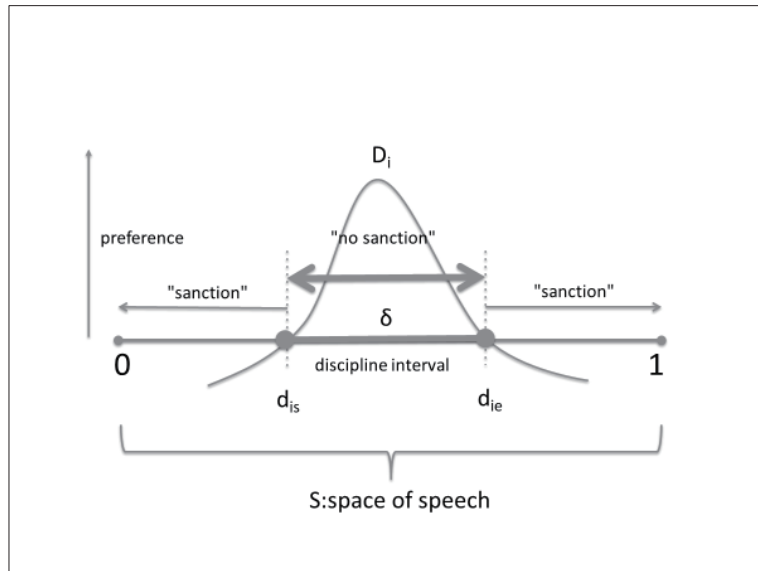 Dᵢ
preference
"no sanction"
"sanction"
"sanction"
δ
0
discipline interval
1
dᵢₛ
dᵢₑ
S:space of speech